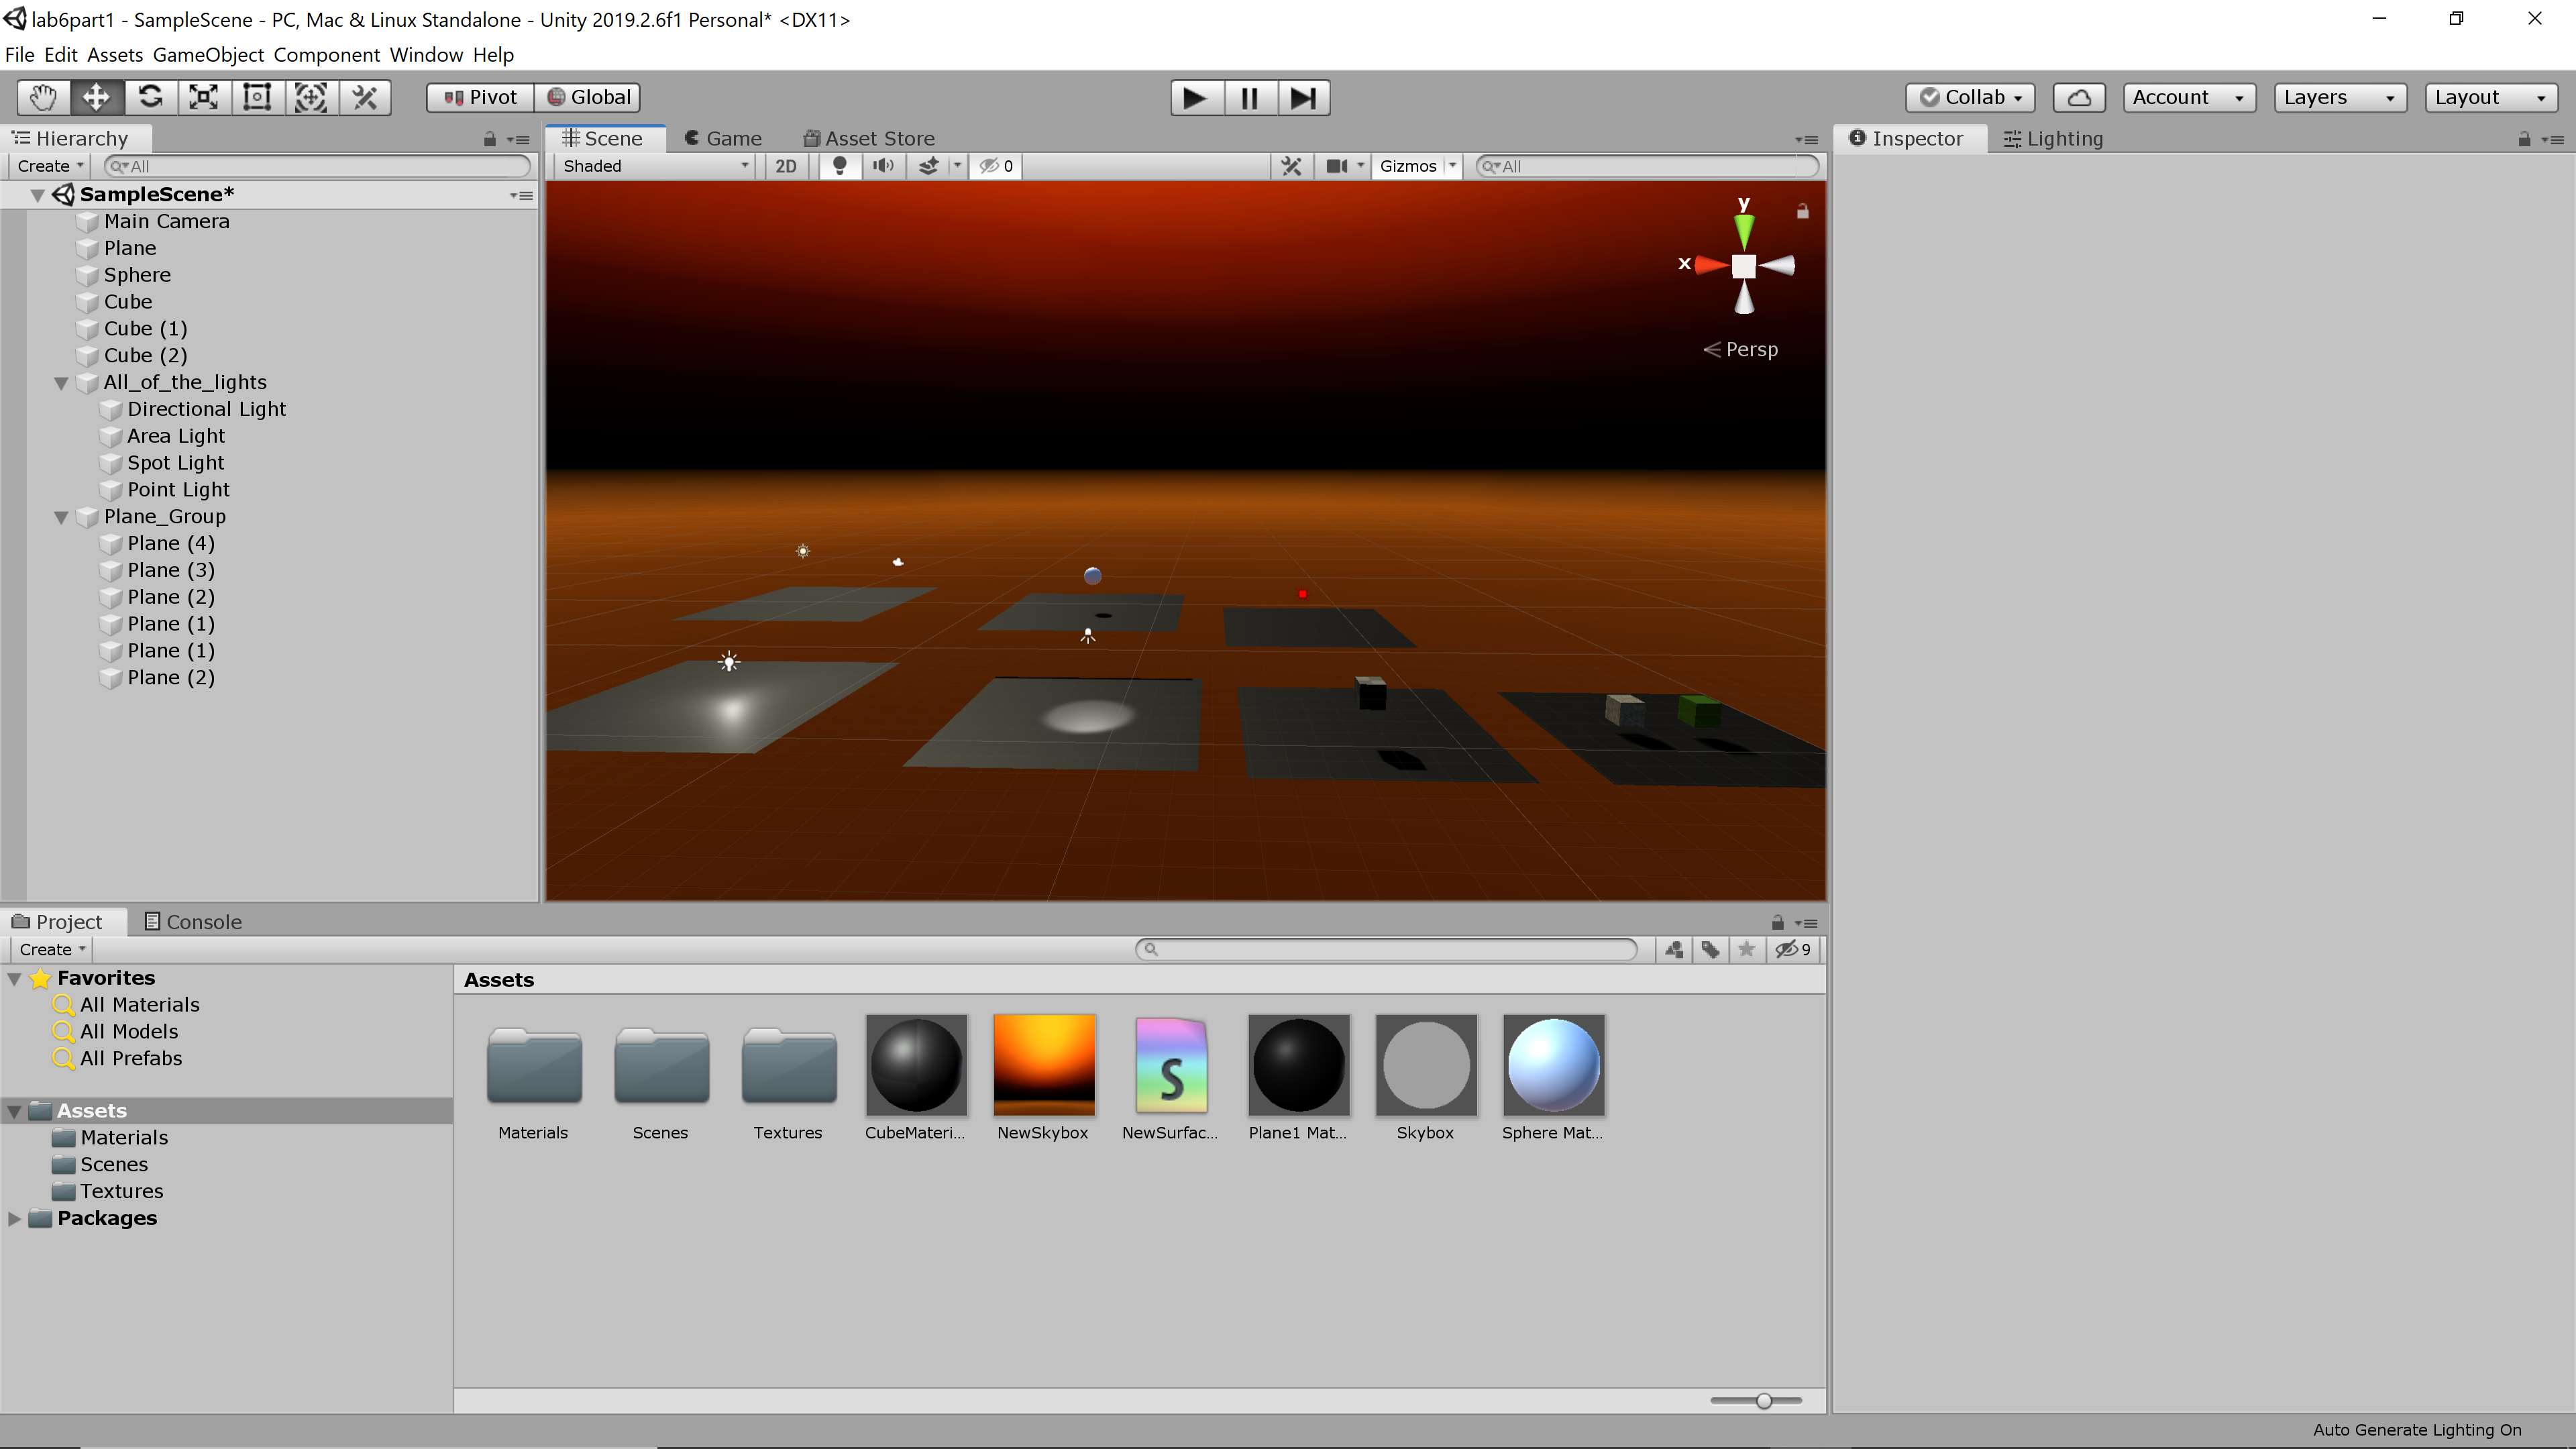 lab6part1 - SampleScene - PC, Mac & Linux Standalone - Unity 2019.2.6f1 Personal* <DX11>
File Edit Assets GameObject Component Window Help
Pivot Global Collab Account Layers Layout
Hierarchy Scene Game Asset Store Inspector Lighting
Create All Shaded 2D 0 Gizmos All
SampleScene*
Main Camera
Plane
Sphere
Cube
Cube (1)
Cube (2)
All_of_the_lights
Directional Light
Area Light
Spot Light
Point Light
Plane_Group
Plane (4)
Plane (3)
Plane (2)
Plane (1)
Plane (1)
Plane (2)
y
x
Persp
Project Console
Create 9
Favorites
All Materials
All Models
All Prefabs
Assets
Materials
Scenes
Textures
Packages
Assets
S
Materials Scenes Textures CubeMateri... NewSkybox NewSurfac... Plane1 Mat... Skybox Sphere Mat...
Auto Generate Lighting On